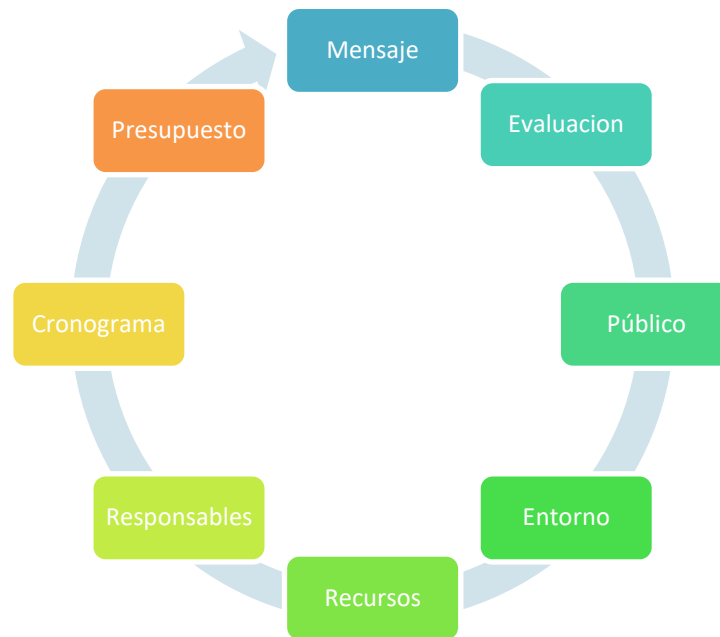 Mensaje
Evaluacion
Público
Entorno
Recursos
Responsables
Cronograma
Presupuesto